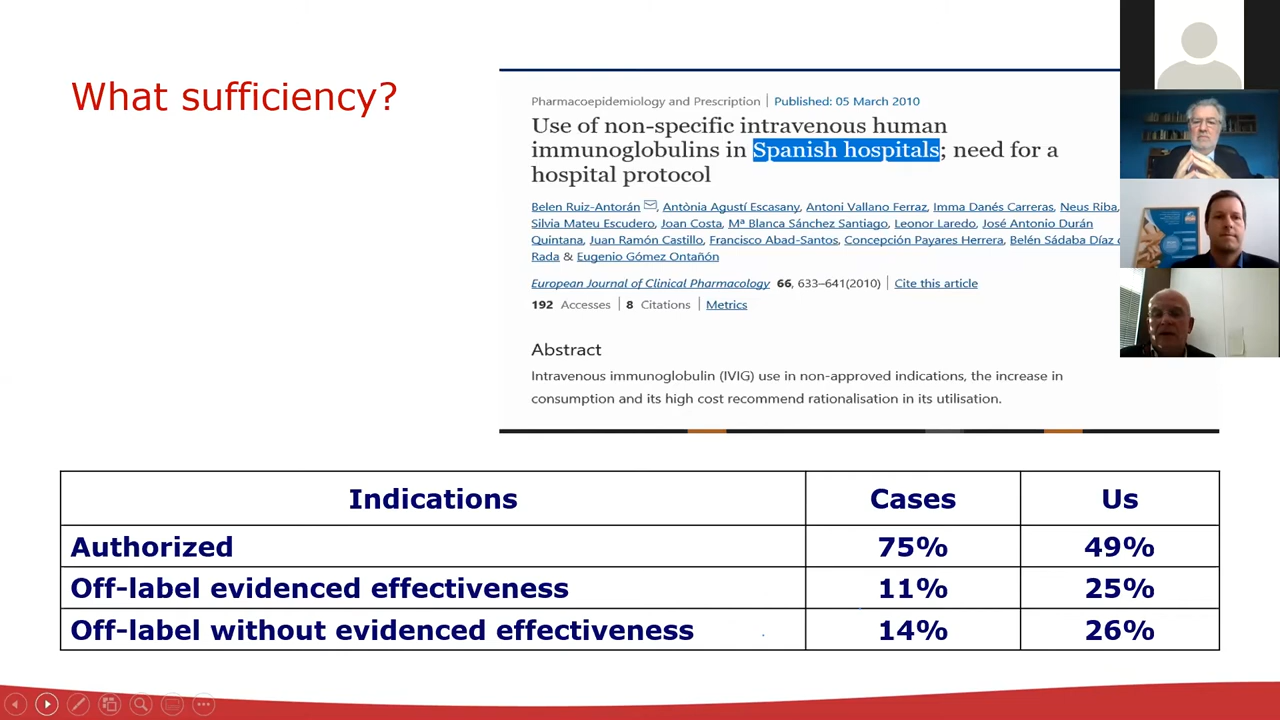 What sufficiency?
Pharmacoepidemiology and Prescription | Published: 05 March 2010
Use of non-specific intravenous human
immunoglobulins in Spanish hospitals; need for a
hospital protocol
Belen Ruiz-Antorán, Antònia Agustí Escasany, Antoni Vallano Ferraz, Imma Danés Carreras, Neus Riba,
Silvia Mateu Escudero, Joan Costa, Mª Blanca Sánchez Santiago, Leonor Laredo, José Antonio Durán
Quintana, Juan Ramón Castillo, Francisco Abad-Santos, Concepción Payares Herrera, Belén Sádaba Díaz
Rada & Eugenio Gómez Ontañón
European Journal of Clinical Pharmacology 66, 633–641(2010) | Cite this article
192 Accesses | 8 Citations | Metrics
Abstract
Intravenous immunoglobulin (IVIG) use in non-approved indications, the increase in
consumption and its high cost recommend rationalisation in its utilisation.
Indications Cases Us
Authorized 75% 49%
Off-label evidenced effectiveness 11% 25%
Off-label without evidenced effectiveness 14% 26%